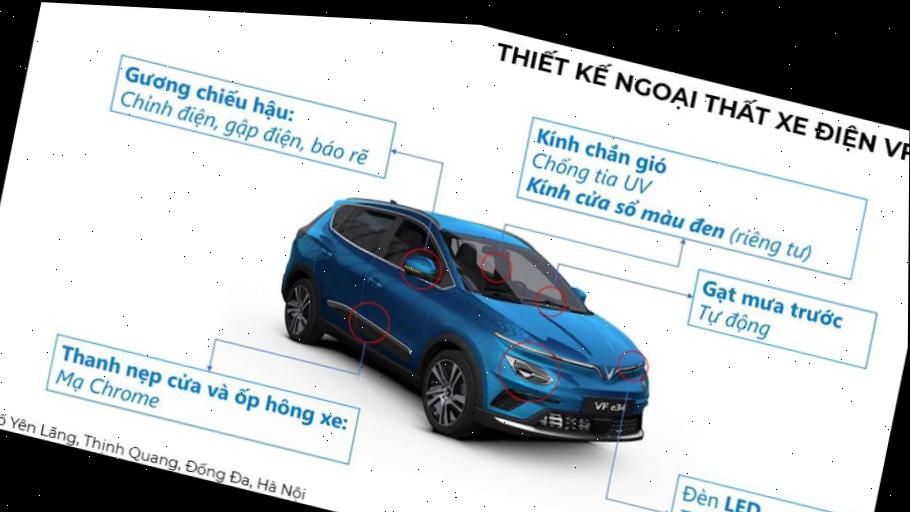 THIẾT KẾ NGOẠI THẤT XE ĐIỆN VF
Gương chiếu hậu:
Chỉnh điện, gập điện, báo rẽ
Kính chắn gió
Chống tia UV
Kính cửa sổ màu đen (riêng tư)
Gạt mưa trước
Tự động
Thanh nẹp cửa và ốp hông xe:
Mạ Chrome
VF e34
Đèn LED
Yên Lãng, Thịnh Quang, Đống Đa, Hà Nội